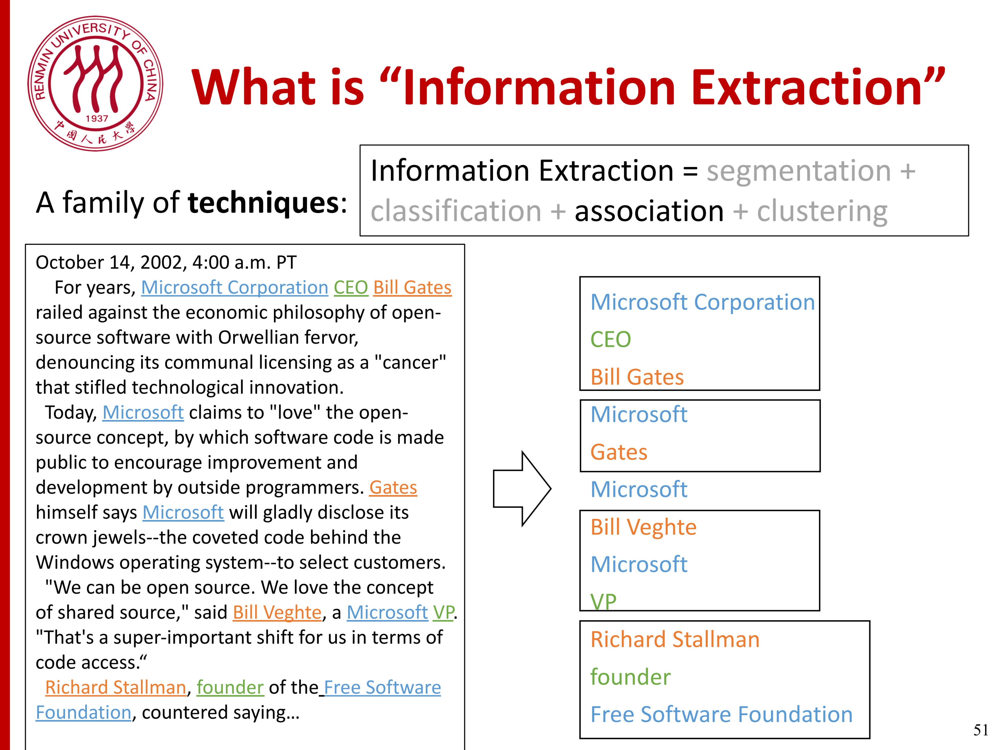 RENMIN UNIVERSITY OF CHINA
1937
中國人民大學
What is “Information Extraction”
A family of techniques:
Information Extraction = segmentation +
classification + association + clustering
October 14, 2002, 4:00 a.m. PT
For years, Microsoft Corporation CEO Bill Gates
railed against the economic philosophy of open-
source software with Orwellian fervor,
denouncing its communal licensing as a "cancer"
that stifled technological innovation.
Today, Microsoft claims to "love" the open-
source concept, by which software code is made
public to encourage improvement and
development by outside programmers. Gates
himself says Microsoft will gladly disclose its
crown jewels--the coveted code behind the
Windows operating system--to select customers.
"We can be open source. We love the concept
of shared source," said Bill Veghte, a Microsoft VP.
"That's a super-important shift for us in terms of
code access.“
Richard Stallman, founder of the Free Software
Foundation, countered saying…
Microsoft Corporation
CEO
Bill Gates
Microsoft
Gates
Microsoft
Bill Veghte
Microsoft
VP
Richard Stallman
founder
Free Software Foundation
51